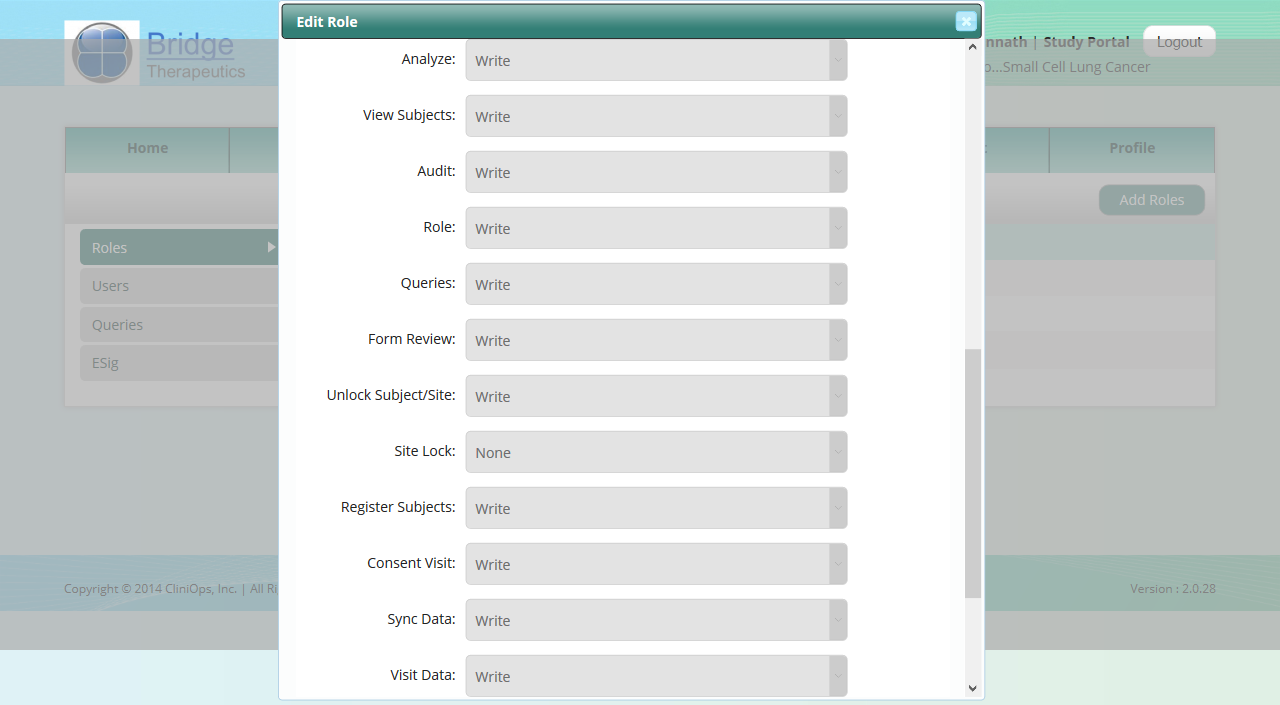 Edit Role
Bridge
Therapeutics
nnath | Study Portal
Logout
o...Small Cell Lung Cancer
Home
Profile
Add Roles
Roles
Users
Queries
ESig
Analyze: Write
View Subjects: Write
Audit: Write
Role: Write
Queries: Write
Form Review: Write
Unlock Subject/Site: Write
Site Lock: None
Register Subjects: Write
Consent Visit: Write
Sync Data: Write
Visit Data: Write
Copyright © 2014 CliniOps, Inc. | All Ri
Version : 2.0.28